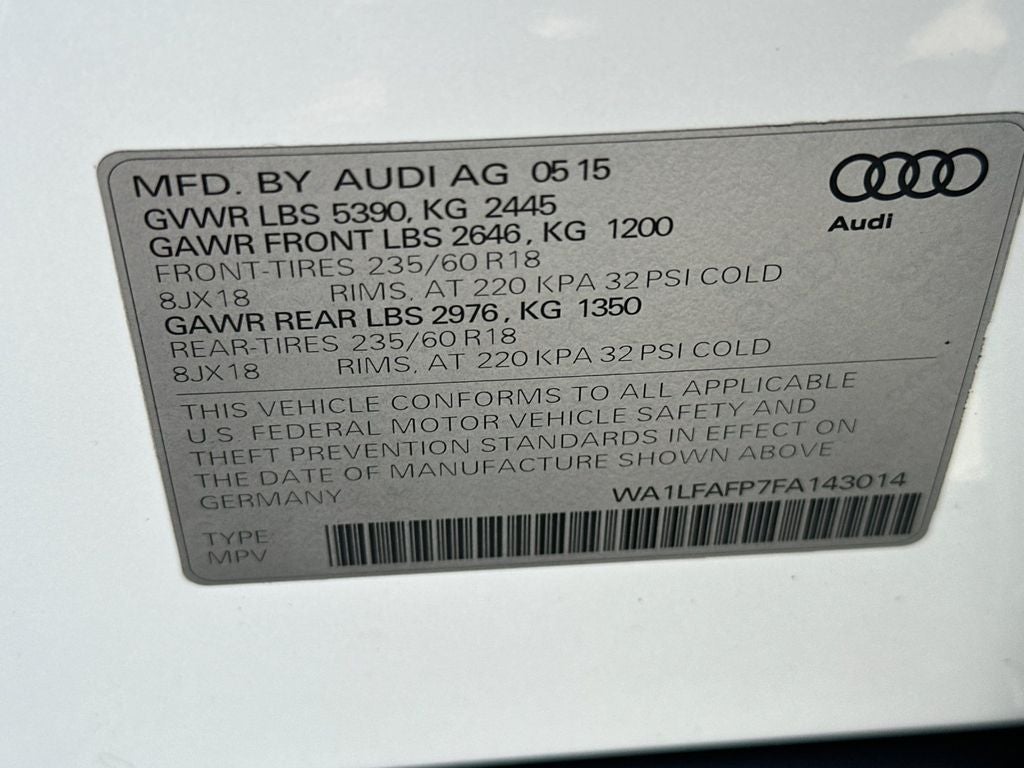 MFD. BY AUDI AG 05 15
GVWR LBS 5390, KG 2445
GAWR FRONT LBS 2646, KG 1200
FRONT-TIRES 235/60 R18
8JX18 RIMS, AT 220 KPA 32 PSI COLD
GAWR REAR LBS 2976, KG 1350
REAR-TIRES 235/60 R18
8JX18 RIMS, AT 220 KPA 32 PSI COLD
Audi
THIS VEHICLE CONFORMS TO ALL APPLICABLE
U.S. FEDERAL MOTOR VEHICLE SAFETY AND
THEFT PREVENTION STANDARDS IN EFFECT ON
THE DATE OF MANUFACTURE SHOWN ABOVE
GERMANY WA1LFAFP7FA143014
TYPE
MPV